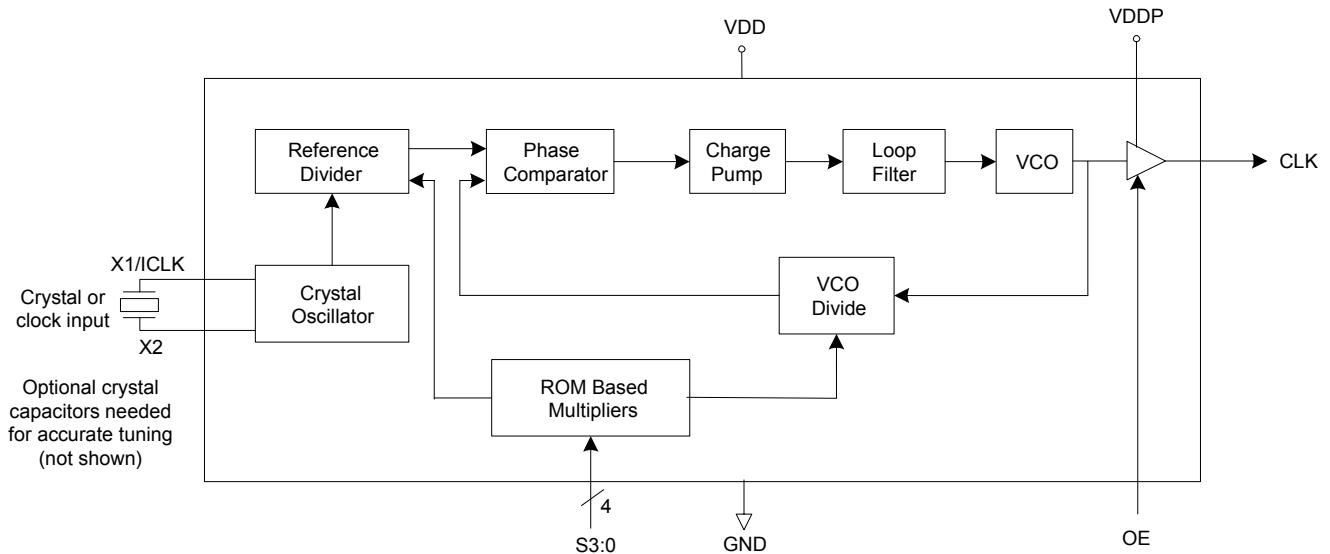 VDD
VDDP
Reference
Divider
Phase
Comparator
Charge
Pump
Loop
Filter
VCO
CLK
X1/ICLK
Crystal or
clock input
X2
Crystal
Oscillator
VCO
Divide
Optional crystal
capacitors needed
for accurate tuning
(not shown)
ROM Based
Multipliers
4
S3:0
GND
OE